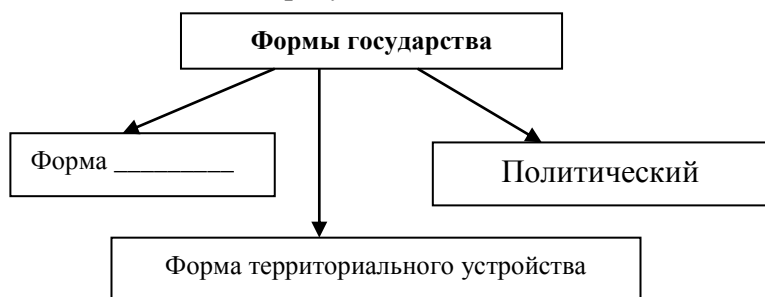 Формы государства
Форма _________
Политический
Форма территориального устройства